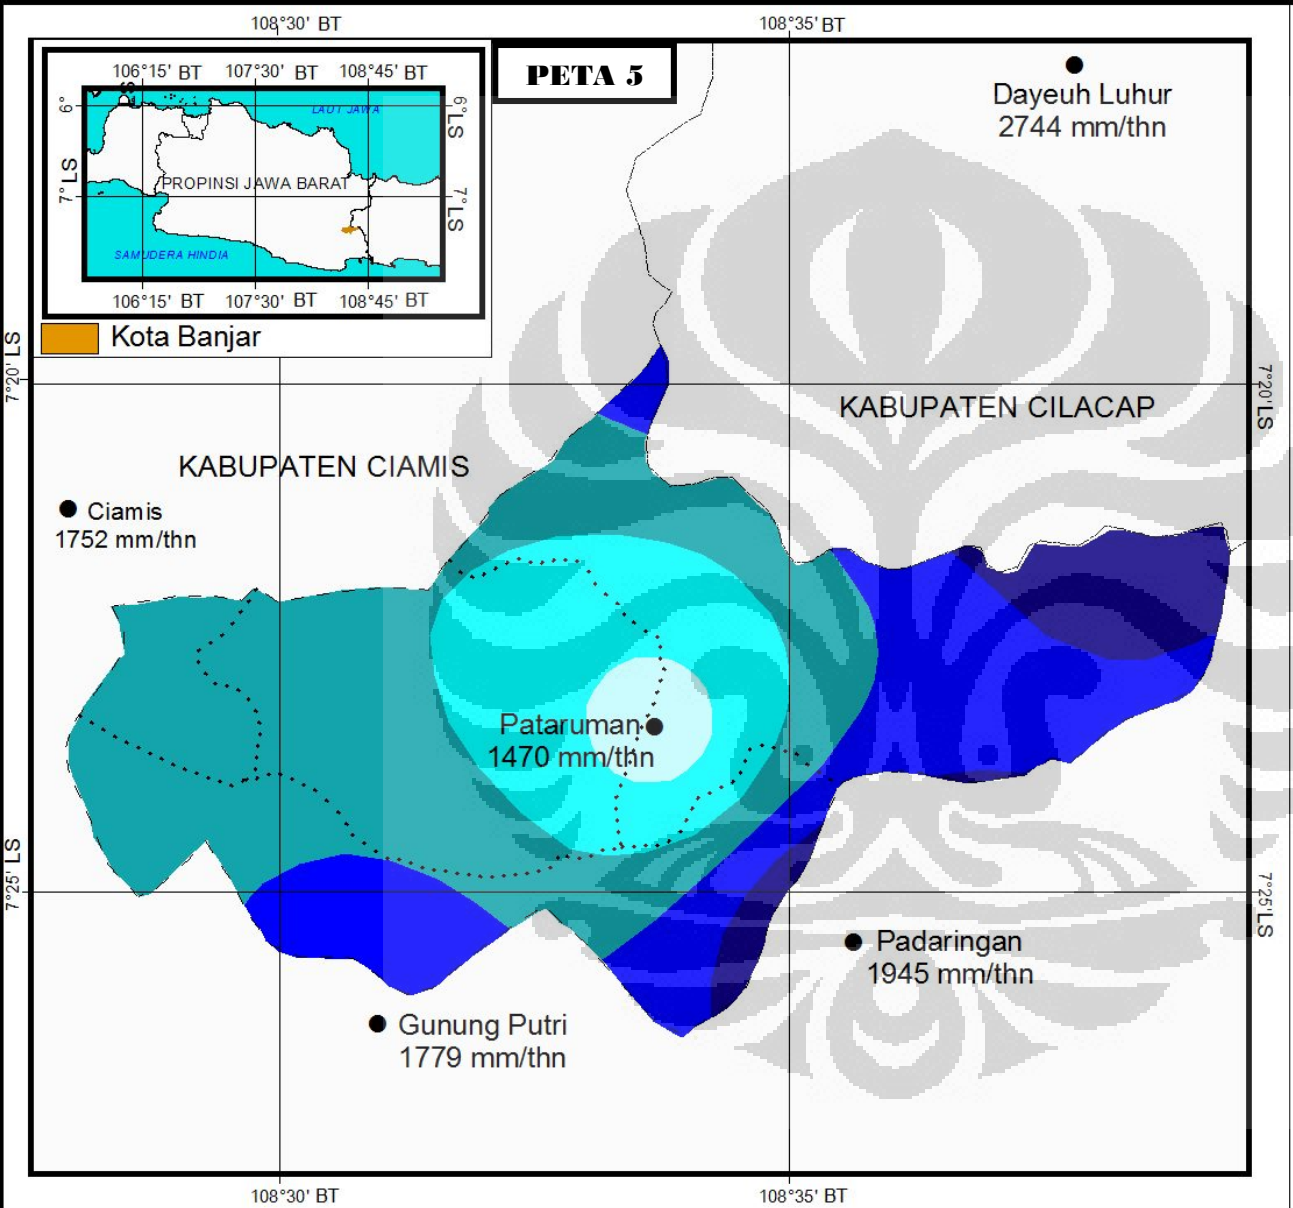 108°30' BT
108°35' BT
PETA 5
106°15' BT
107°30' BT
108°45' BT
6°
6°LS
LAUT JAWA
PROPINSI JAWA BARAT
7° LS
7°LS
SAMUDERA HINDIA
106°15' BT
107°30' BT
108°45' BT
Kota Banjar
Dayeuh Luhur
2744 mm/thn
7°20' LS
7°20'LS
KABUPATEN CILACAP
KABUPATEN CIAMIS
Ciamis
1752 mm/thn
Pataruman
1470 mm/thn
7°25' LS
7°25'LS
Padaringan
1945 mm/thn
Gunung Putri
1779 mm/thn
108°30' BT
108°35' BT